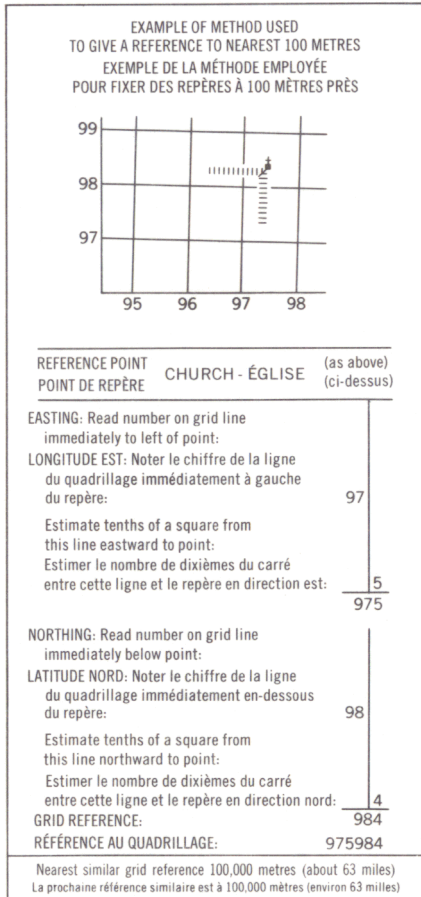 EXAMPLE OF METHOD USED
TO GIVE A REFERENCE TO NEAREST 100 METRES
EXEMPLE DE LA MÉTHODE EMPLOYÉE
POUR FIXER DES REPÈRES À 100 MÈTRES PRÈS
99
98
97
95 96 97 98
REFERENCE POINT
POINT DE REPÈRE
CHURCH - ÉGLISE
(as above)
(ci-dessus)
EASTING: Read number on grid line
immediately to left of point:
LONGITUDE EST: Noter le chiffre de la ligne
du quadrillage immédiatement à gauche
du repère: 97
Estimate tenths of a square from
this line eastward to point:
Estimer le nombre de dixièmes du carré
entre cette ligne et le repère en direction est: 5
975
NORTHING: Read number on grid line
immediately below point:
LATITUDE NORD: Noter le chiffre de la ligne
du quadrillage immédiatement en-dessous
du repère: 98
Estimate tenths of a square from
this line northward to point:
Estimer le nombre de dixièmes du carré
entre cette ligne et le repère en direction nord: 4
GRID REFERENCE: 984
RÉFÉRENCE AU QUADRILLAGE: 975984
Nearest similar grid reference 100,000 metres (about 63 miles)
La prochaine référence similaire est à 100,000 mètres (environ 63 milles)